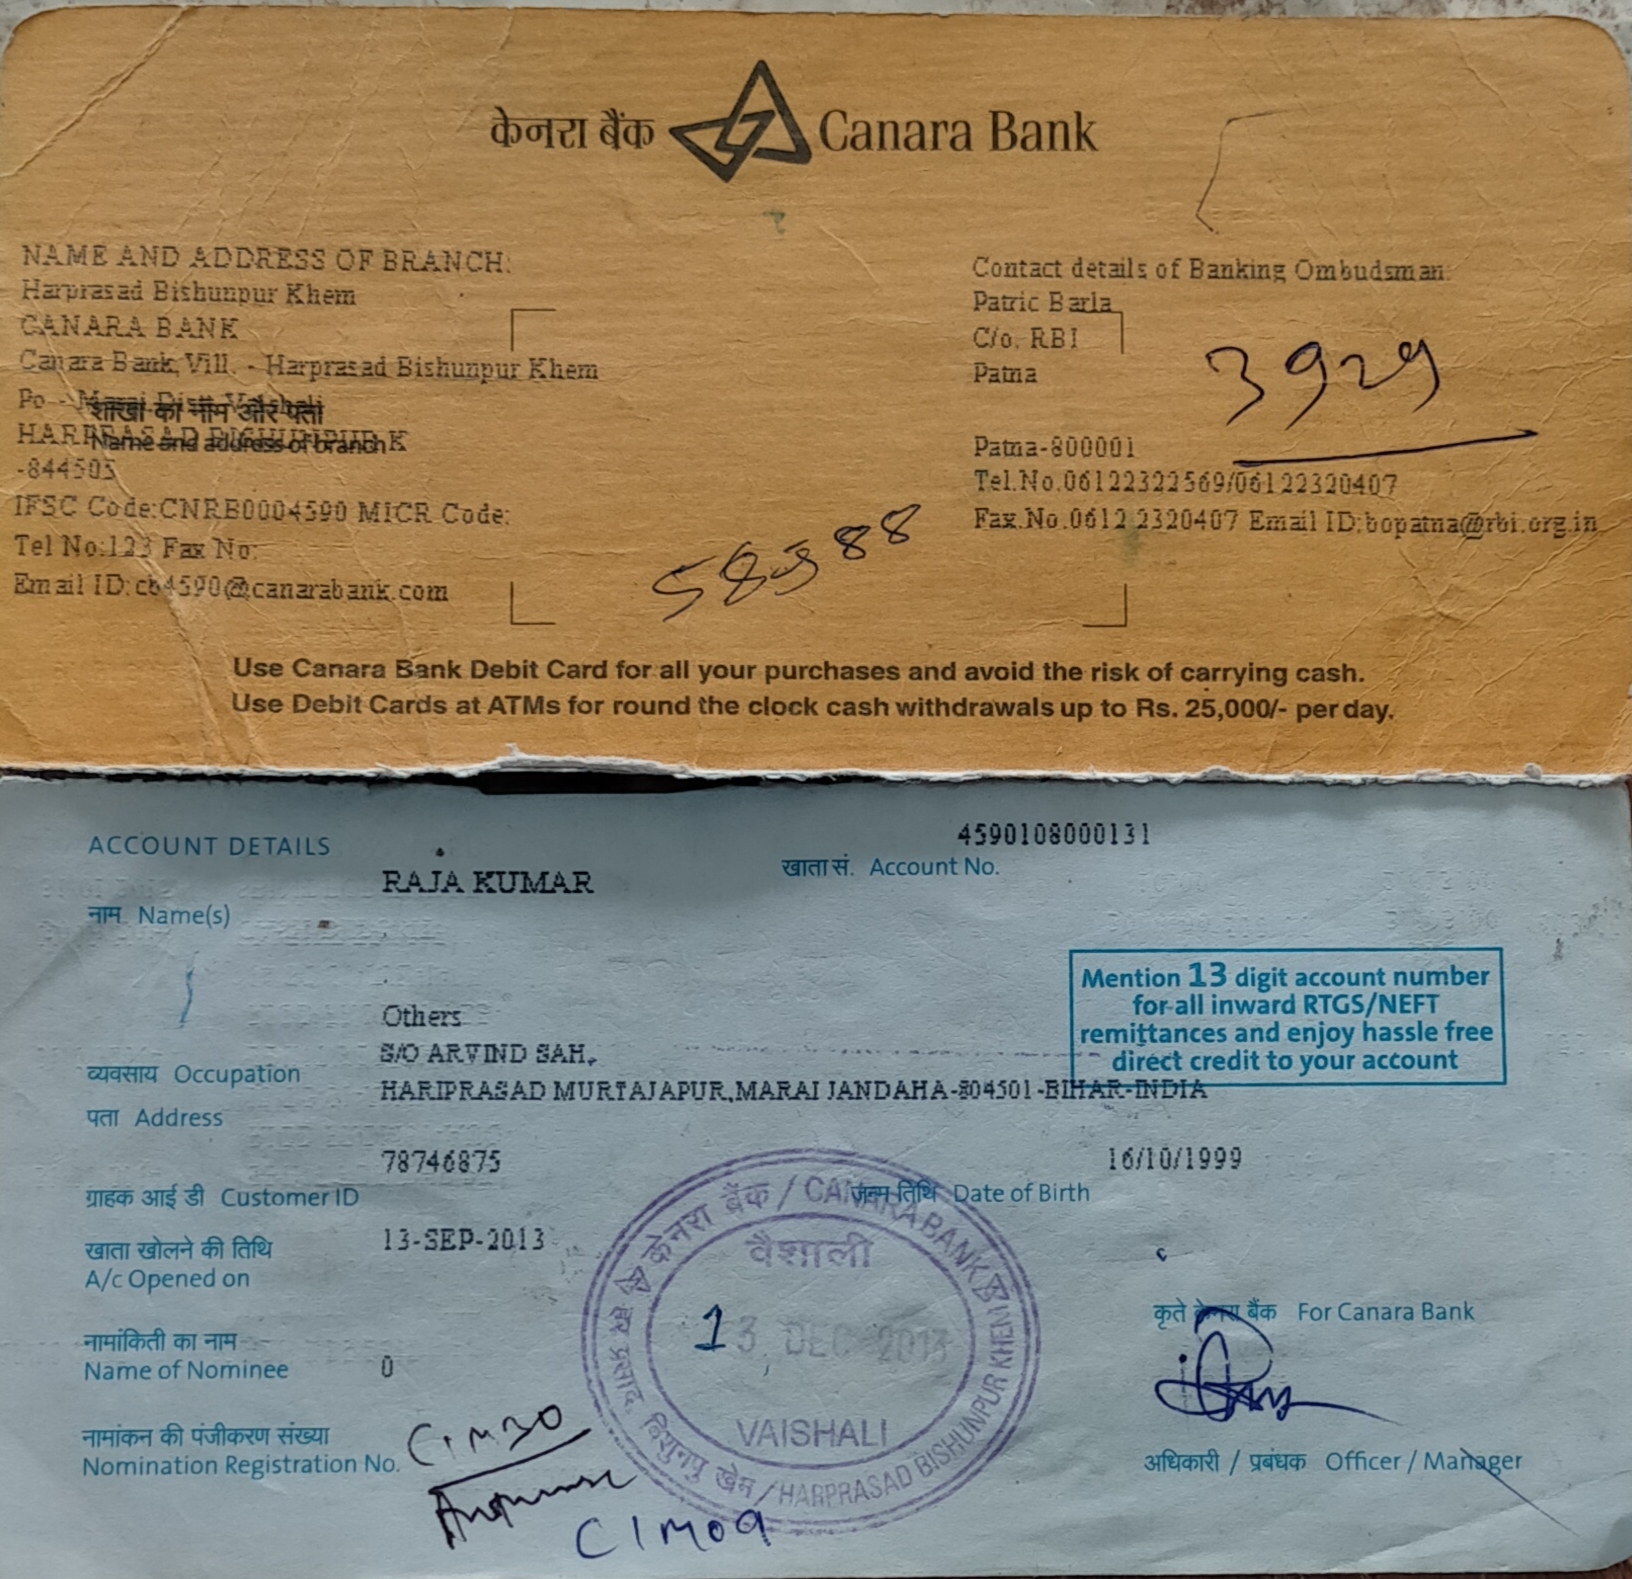 केनरा बैंक Canara Bank
NAME AND ADDRESS OF BRANCH:
Harprasad Bishunpur Khem
CANARA BANK
Canara Bank, Vill. - Harprasad Bishunpur Khem
Po - Marai Distt Vaishali
शाखा का नाम और पता
HARPRASAD BISHUNPUR K
Name and address of branch
-844505
IFSC Code:CNRB0004590 MICR Code:
Tel No:123 Fax No:
Email ID:cb4590@canarabank.com
Contact details of Banking Ombudsman:
Patric Barla
C/o. RBI
Patna
3929
Patna-800001
Tel.No.06122322569/06122320407
Fax.No.0612 2320407 Email ID:bopatna@rbi.org.in
Use Canara Bank Debit Card for all your purchases and avoid the risk of carrying cash.
Use Debit Cards at ATMs for round the clock cash withdrawals up to Rs. 25,000/- per day.
ACCOUNT DETAILS
4590108000131
खाता सं. Account No.
RAJA KUMAR
नाम Name(s)
Mention 13 digit account number
for all inward RTGS/NEFT
remittances and enjoy hassle free
direct credit to your account
Others
S/O ARVIND SAH,
व्यवसाय Occupation
HARIPRASAD MURTAJAPUR,MARAI JANDAHA-804501-BIHAR-INDIA
पता Address
78746875
16/10/1999
ग्राहक आई डी Customer ID
जन्म तिथि Date of Birth
13-SEP-2013
खाता खोलने की तिथि
A/c Opened on
केनरा बैंक / CANARA BANK
वैशाली
13 DEC 2013
VAISHALI
हर प्रसाद बिशुनपु खेम / HARPRASAD BISHUNPUR KHEM
कृते केनरा बैंक For Canara Bank
नामांकिती का नाम
Name of Nominee 0
नामांकन की पंजीकरण संख्या
Nomination Registration No.
अधिकारी / प्रबंधक Officer / Manager
C1M09